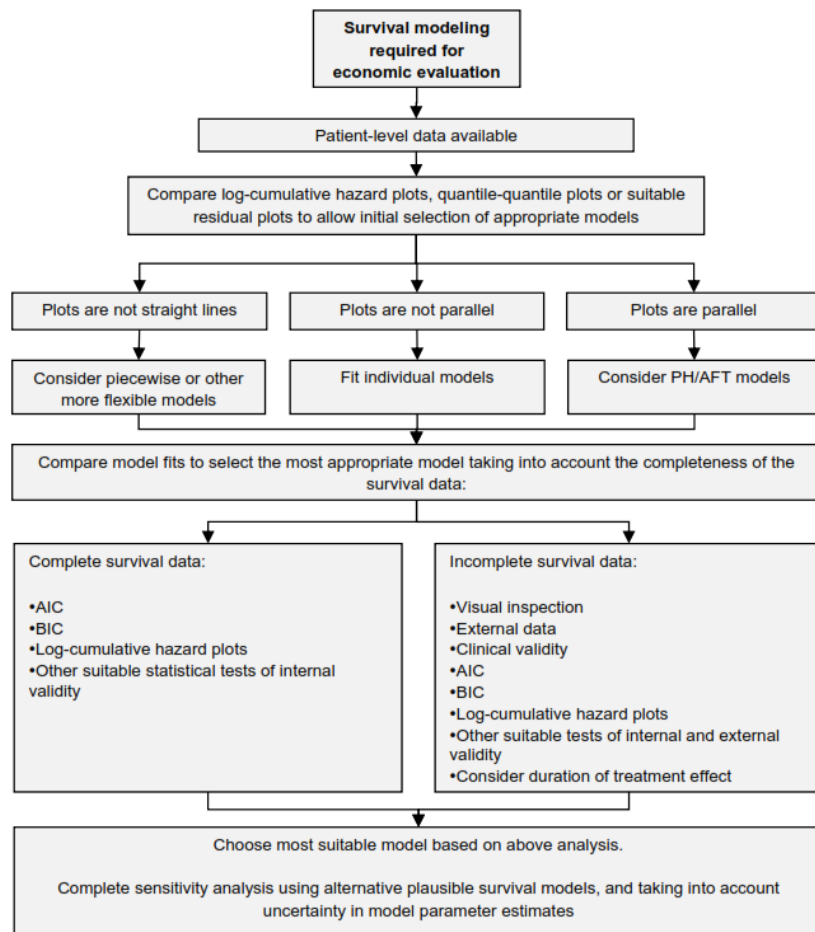 Survival modeling
required for
economic evaluation
Patient-level data available
Compare log-cumulative hazard plots, quantile-quantile plots or suitable
residual plots to allow initial selection of appropriate models
Plots are not straight lines
Plots are not parallel
Plots are parallel
Consider piecewise or other
more flexible models
Fit individual models
Consider PH/AFT models
Compare model fits to select the most appropriate model taking into account the completeness of the
survival data:
Complete survival data:
•AIC
•BIC
•Log-cumulative hazard plots
•Other suitable statistical tests of internal
validity
Incomplete survival data:
•Visual inspection
•External data
•Clinical validity
•AIC
•BIC
•Log-cumulative hazard plots
•Other suitable tests of internal and external
validity
•Consider duration of treatment effect
Choose most suitable model based on above analysis.
Complete sensitivity analysis using alternative plausible survival models, and taking into account
uncertainty in model parameter estimates